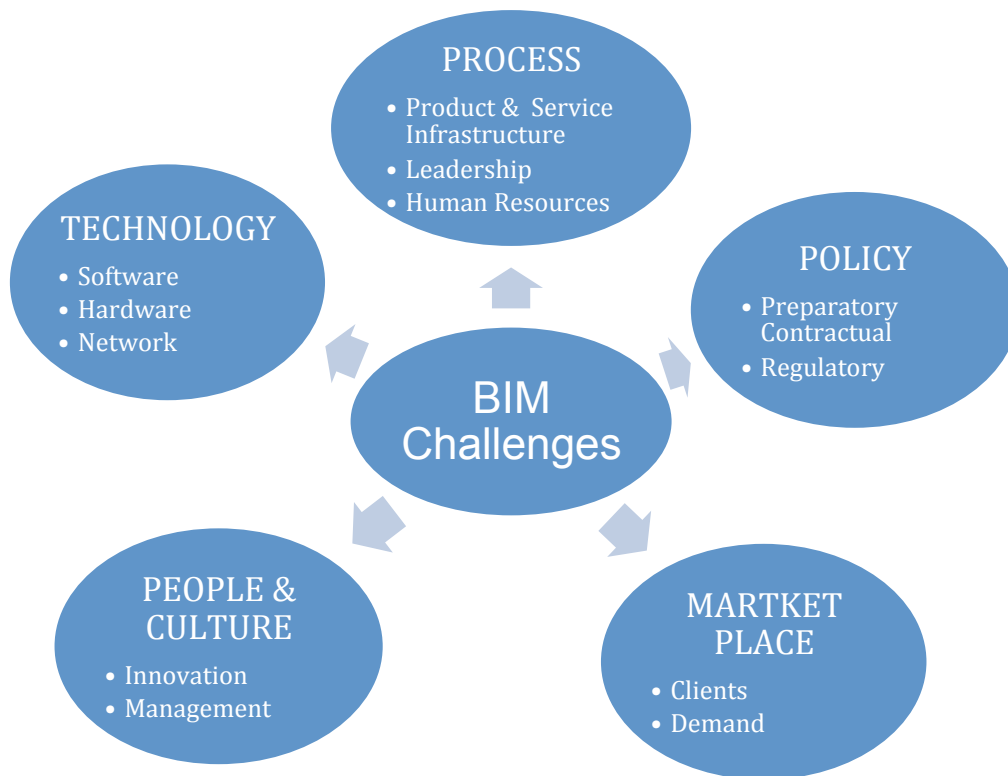 PROCESS
• Product & Service
Infrastructure
• Leadership
• Human Resources
TECHNOLOGY
• Software
• Hardware
• Network
POLICY
• Preparatory
Contractual
• Regulatory
BIM
Challenges
PEOPLE &
CULTURE
• Innovation
• Management
MARTKET
PLACE
• Clients
• Demand